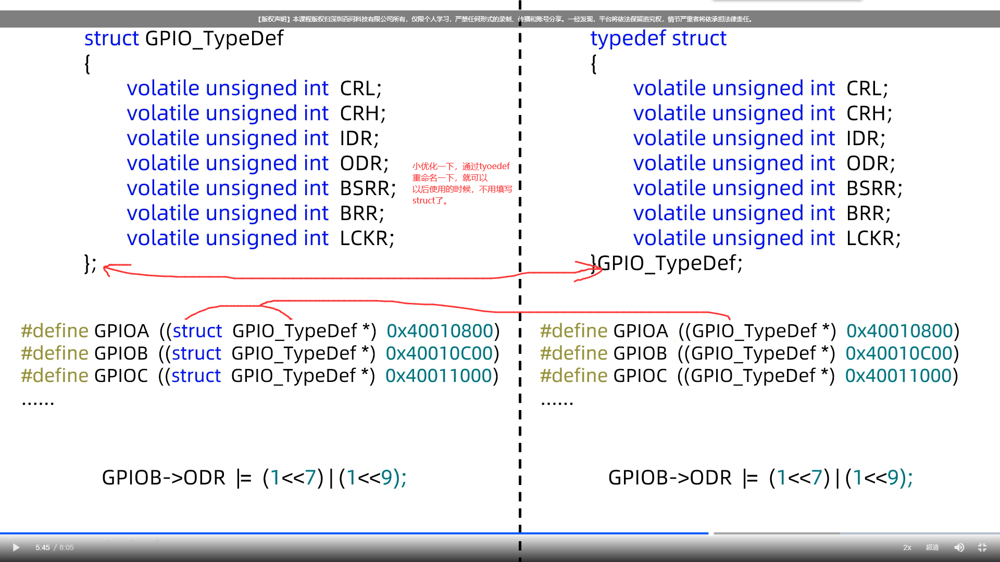 【版权声明】本课程版权归深圳百问科技有限公司所有，仅限个人学习，严禁任何形式的录制、传播和账号分享。一经发现，平台将依法保留追究权，情节严重者将依承担法律责任。
struct GPIO_TypeDef
{
volatile unsigned int CRL;
volatile unsigned int CRH;
volatile unsigned int IDR;
volatile unsigned int ODR;
volatile unsigned int BSRR;
volatile unsigned int BRR;
volatile unsigned int LCKR;
};
小优化一下，通过tyoedef
重命名一下，就可以
以后使用的时候，不用填写
struct了。
#define GPIOA ((struct GPIO_TypeDef *) 0x40010800)
#define GPIOB ((struct GPIO_TypeDef *) 0x40010C00)
#define GPIOC ((struct GPIO_TypeDef *) 0x40011000)
......
GPIOB->ODR |= (1<<7) | (1<<9);
typedef struct
{
volatile unsigned int CRL;
volatile unsigned int CRH;
volatile unsigned int IDR;
volatile unsigned int ODR;
volatile unsigned int BSRR;
volatile unsigned int BRR;
volatile unsigned int LCKR;
}GPIO_TypeDef;
#define GPIOA ((GPIO_TypeDef *) 0x40010800)
#define GPIOB ((GPIO_TypeDef *) 0x40010C00)
#define GPIOC ((GPIO_TypeDef *) 0x40011000)
......
GPIOB->ODR |= (1<<7) | (1<<9);
5:45 / 8:05
2x 超清